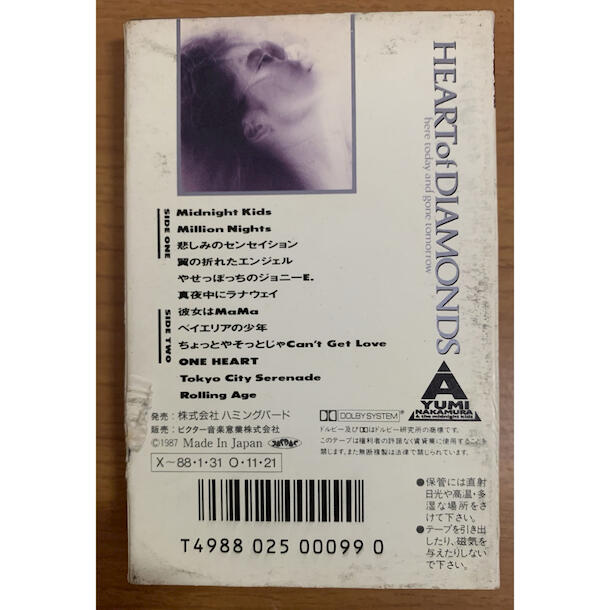 HEART of DIAMONDS
here today and gone tomorrow
A
YUMI
NAKAMURA
& the midnight kids
SIDE ONE
Midnight Kids
Million Nights
悲しみのセンセイション
翼の折れたエンジェル
やせっぽっちのジョニーE.
真夜中にラナウェイ
SIDE TWO
彼女はMaMa
ベイエリアの少年
ちょっとやそっとじゃCan't Get Love
ONE HEART
Tokyo City Serenade
Rolling Age
発売：株式会社 ハミングバード
販売：ビクター音楽産業株式会社
©1987 Made In Japan
DOLBY SYSTEM
ドルビー及びはドルビー研究所の商標です。
このテープは権利者の許諾なく賃貸業に使用することを
禁じます。また無断複製は法律で禁じられています。
X～88・1・31 O・11・21
T4988 025 00099 0
●保管には直射
日光や高温・多
湿な場所をさ
けて下さい。
●テープを引き出
したり、磁気を
与えたりしない
で下さい。